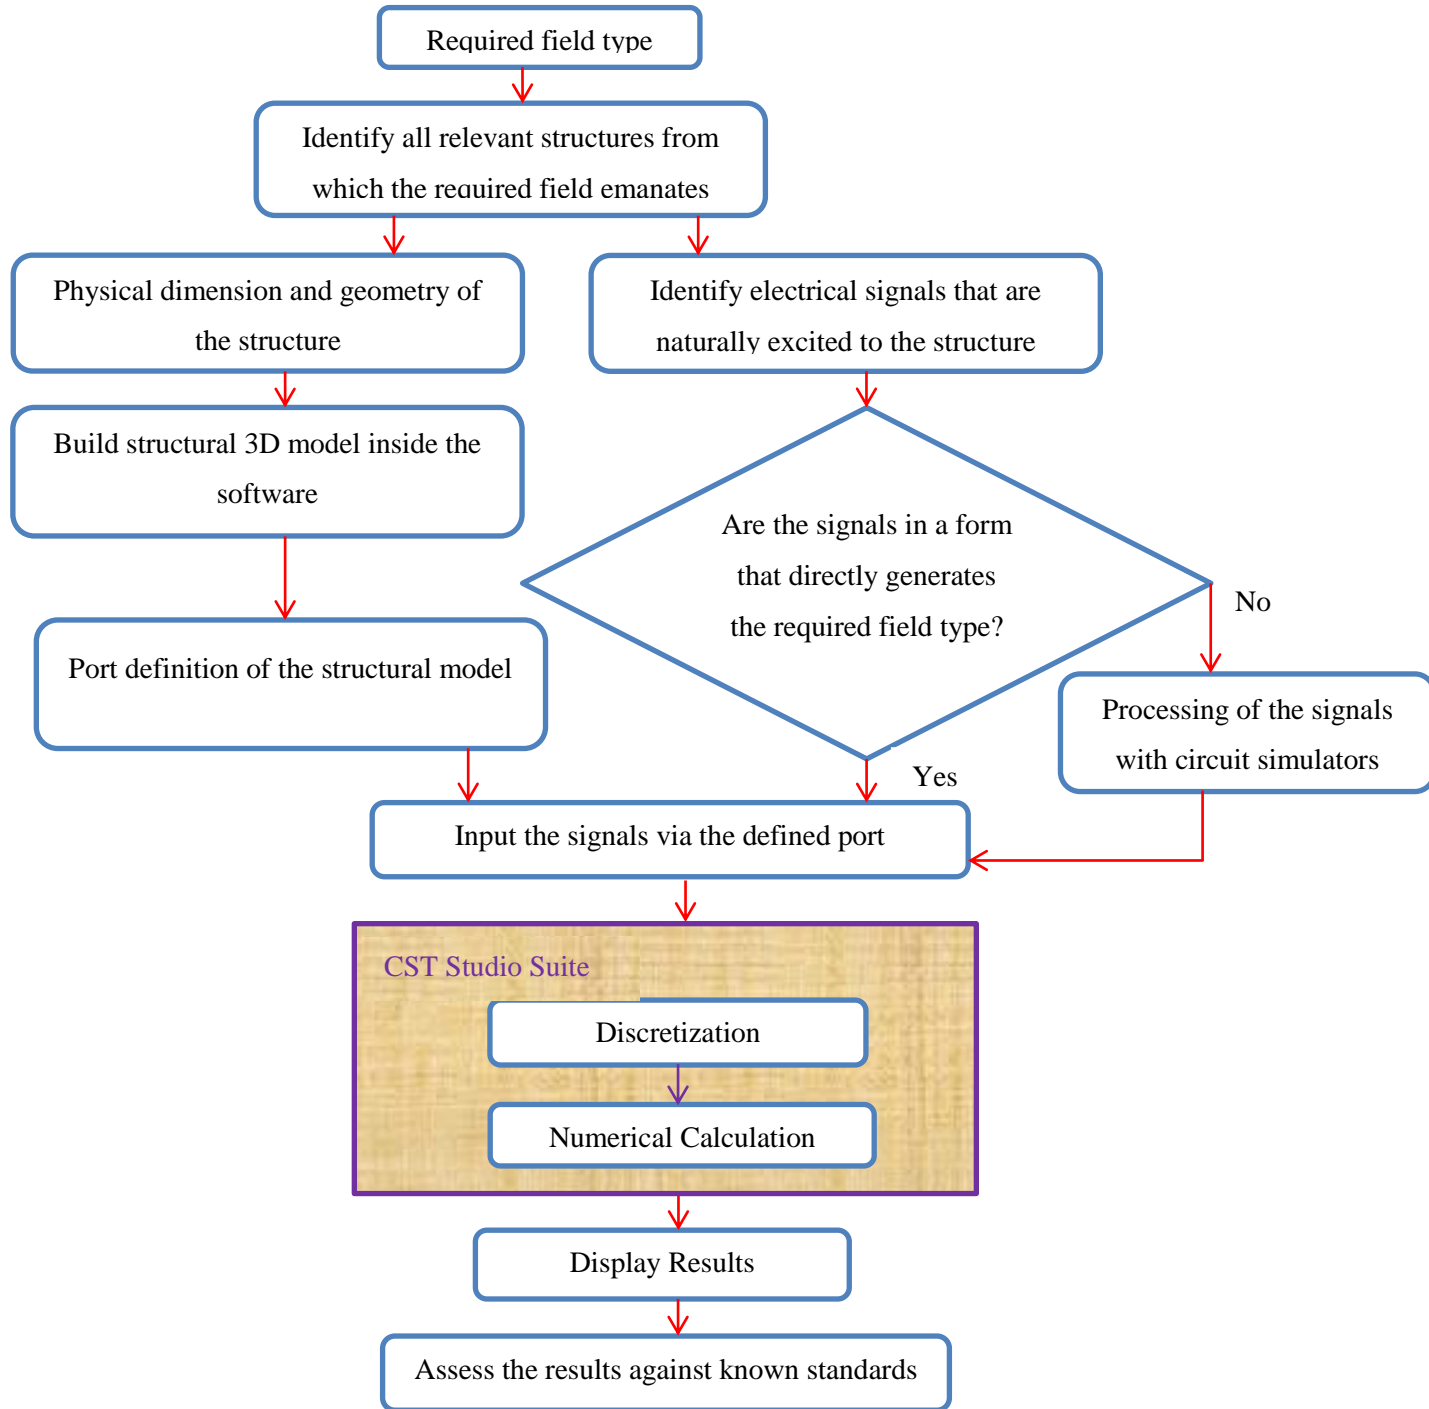 Required field type
Identify all relevant structures from
which the required field emanates
Physical dimension and geometry of
the structure
Identify electrical signals that are
naturally excited to the structure
Build structural 3D model inside the
software
Are the signals in a form
that directly generates
the required field type?
No
Port definition of the structural model
Processing of the signals
with circuit simulators
Yes
Input the signals via the defined port
CST Studio Suite
Discretization
Numerical Calculation
Display Results
Assess the results against known standards